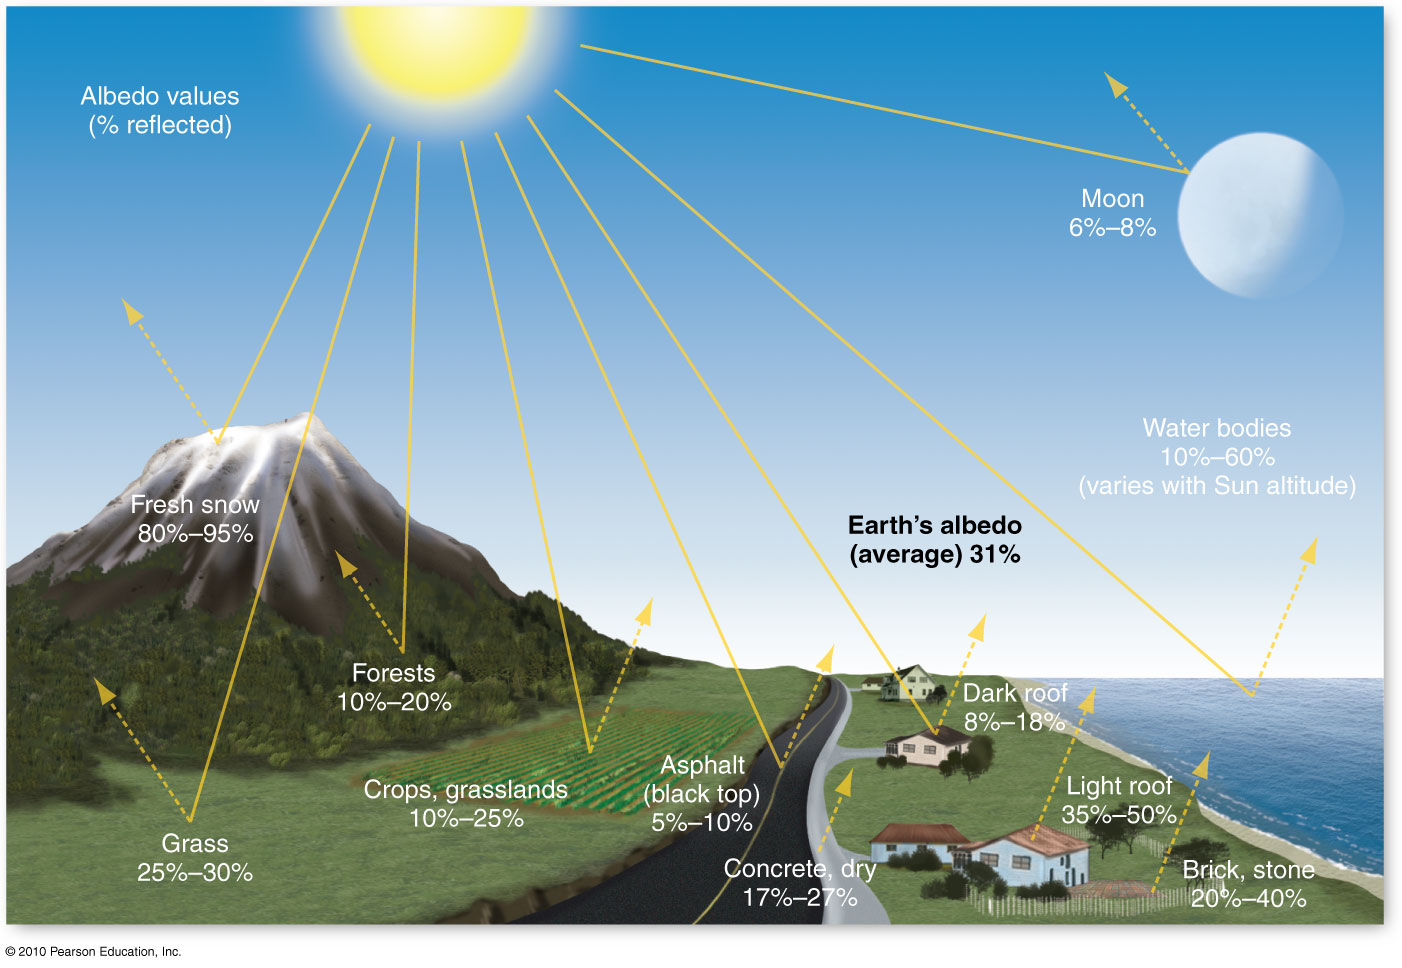 Albedo values
(% reflected)
Moon
6%–8%
Water bodies
10%–60%
(varies with Sun altitude)
Fresh snow
80%–95%
Earth’s albedo
(average) 31%
Forests
10%–20%
Dark roof
8%–18%
Crops, grasslands
10%–25%
Asphalt
(black top)
5%–10%
Light roof
35%–50%
Grass
25%–30%
Concrete, dry
17%–27%
Brick, stone
20%–40%
© 2010 Pearson Education, Inc.